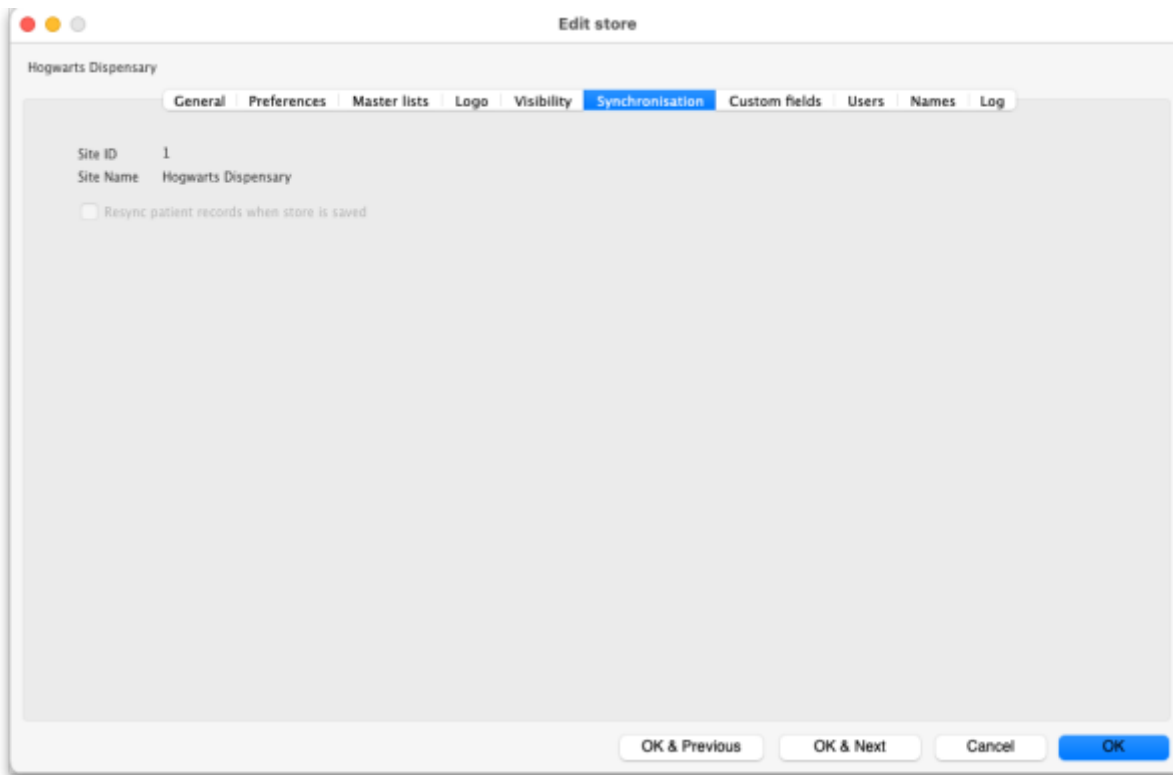 Edit store
Hogwarts Dispensary
General Preferences Master lists Logo Visibility Synchronisation Custom fields Users Names Log
Site ID 1
Site Name Hogwarts Dispensary
Resync patient records when store is saved
OK & Previous OK & Next Cancel OK